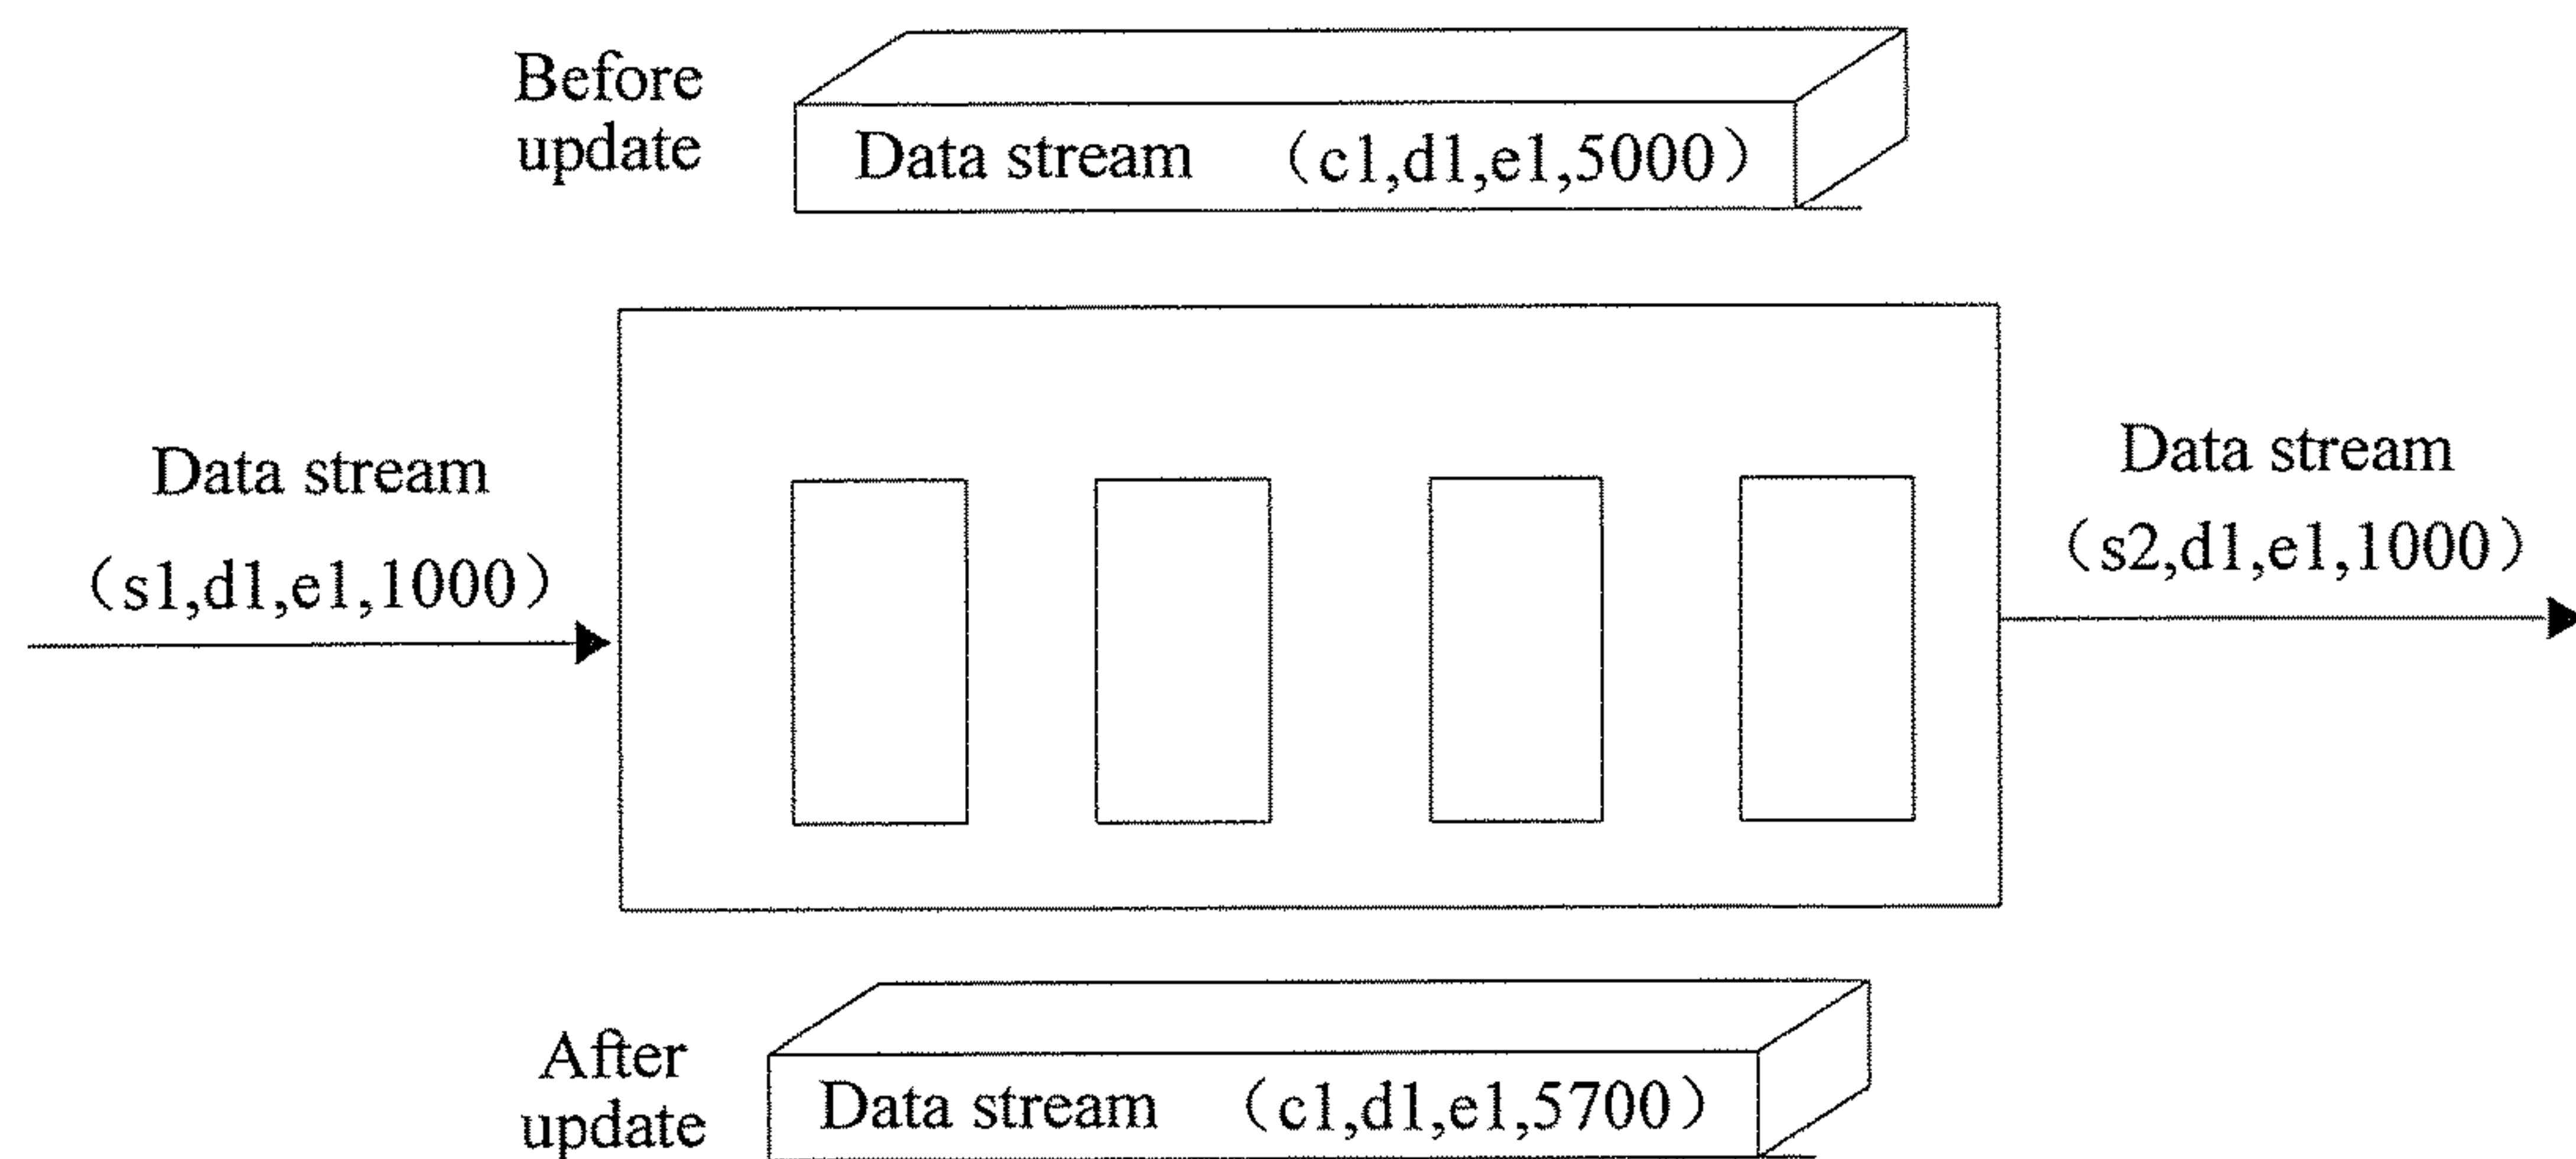 Before
update
Data stream （c1,d1,e1,5000）
Data stream
（s1,d1,e1,1000）
Data stream
（s2,d1,e1,1000）
After
update
Data stream （c1,d1,e1,5700）